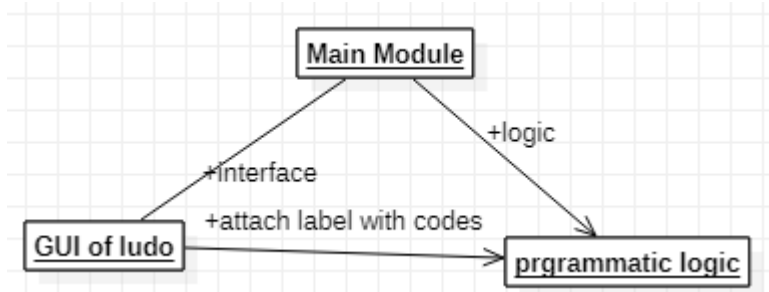 Main Module
+logic
+interface
+attach label with codes
GUI of ludo
prgrammatic logic